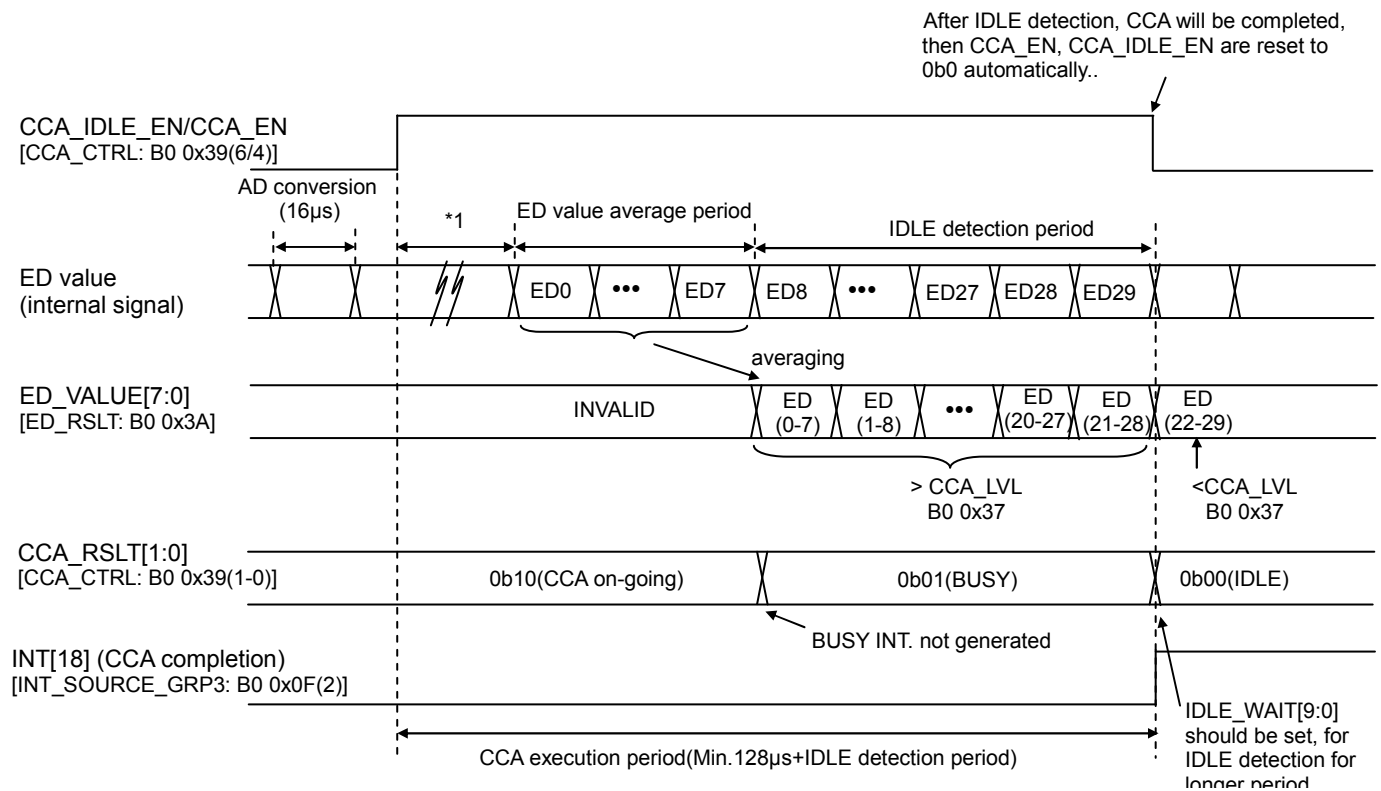 After IDLE detection, CCA will be completed,
then CCA_EN, CCA_IDLE_EN are reset to
0b0 automatically..
CCA_IDLE_EN/CCA_EN
[CCA_CTRL: B0 0x39(6/4)]
AD conversion
(16µs)
*1
ED value average period
IDLE detection period
ED value
(internal signal)
ED0
•••
ED7
ED8
•••
ED27
ED28
ED29
averaging
ED_VALUE[7:0]
[ED_RSLT: B0 0x3A]
INVALID
ED
(0-7)
ED
(1-8)
•••
ED
(20-27)
ED
(21-28)
ED
(22-29)
> CCA_LVL
B0 0x37
<CCA_LVL
B0 0x37
CCA_RSLT[1:0]
[CCA_CTRL: B0 0x39(1-0)]
0b10(CCA on-going)
0b01(BUSY)
0b00(IDLE)
BUSY INT. not generated
INT[18] (CCA completion)
[INT_SOURCE_GRP3: B0 0x0F(2)]
CCA execution period(Min.128µs+IDLE detection period)
IDLE_WAIT[9:0]
should be set, for
IDLE detection for
longer period